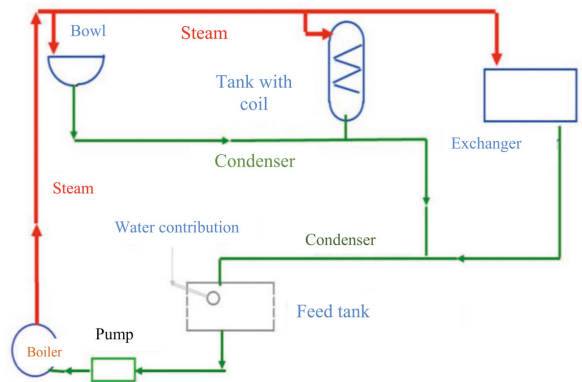 Bowl
Steam
Tank with
coil
Exchanger
Condenser
Steam
Water contribution
Condenser
Feed tank
Pump
Boiler